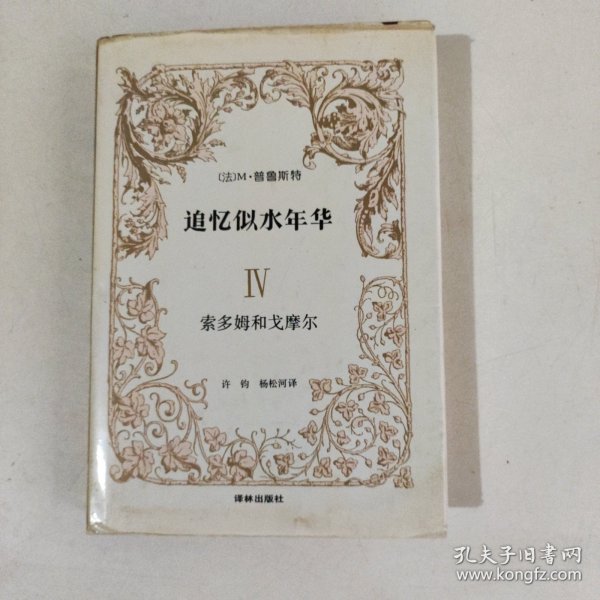 〔法〕M·普鲁斯特
追忆似水年华
IV
索多姆和戈摩尔
许钧 杨松河译
译林出版社
孔夫子旧书网
www.kongfz.com